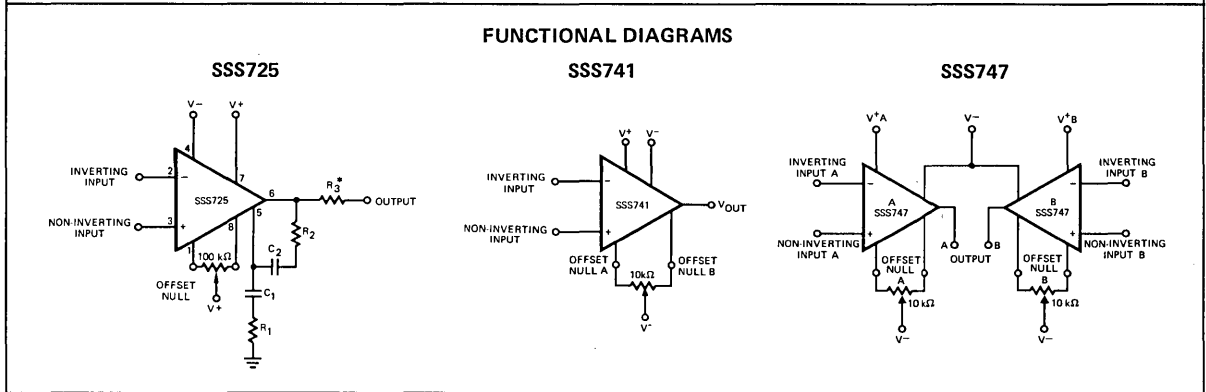 FUNCTIONAL DIAGRAMS
SSS725
V−
V+
4
7
INVERTING
INPUT
2
−
SSS725
6
R3*
OUTPUT
NON-INVERTING
INPUT
3
+
5
8
1
100 kΩ
OFFSET
NULL
V+
R2
C2
C1
R1
SSS741
V+
V−
INVERTING
INPUT
−
SSS741
VOUT
NON-INVERTING
INPUT
+
OFFSET
NULL A
OFFSET
NULL B
10kΩ
V-
SSS747
V+A
V−
V+B
INVERTING
INPUT A
−
A
SSS747
NON-INVERTING
INPUT A
+
INVERTING
INPUT B
−
B
SSS747
NON-INVERTING
INPUT B
+
A
B
OUTPUT
OFFSET
NULL
A
10 kΩ
V−
OFFSET
NULL
B
10 kΩ
V−